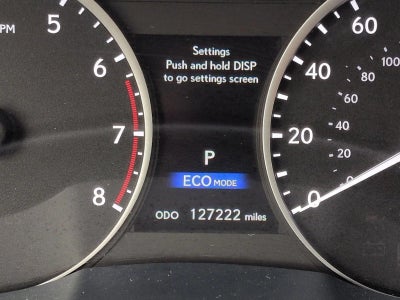 PM
5
6
7
8
Settings
Push and hold DISP
to go settings screen
P
ECO MODE
ODO 127222 miles
60
40
20
0
100
80
60
40
20
0